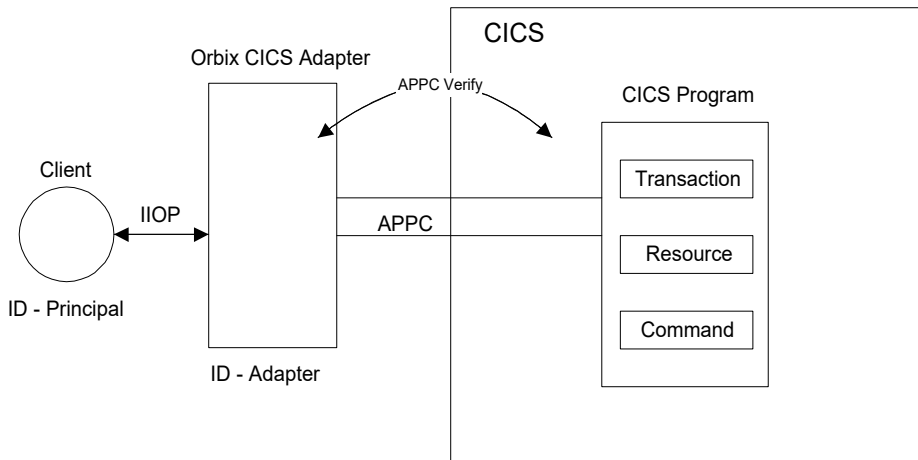 CICS
Orbix CICS Adapter
APPC Verify
CICS Program
Client
Transaction
IIOP
APPC
Resource
ID - Principal
Command
ID - Adapter